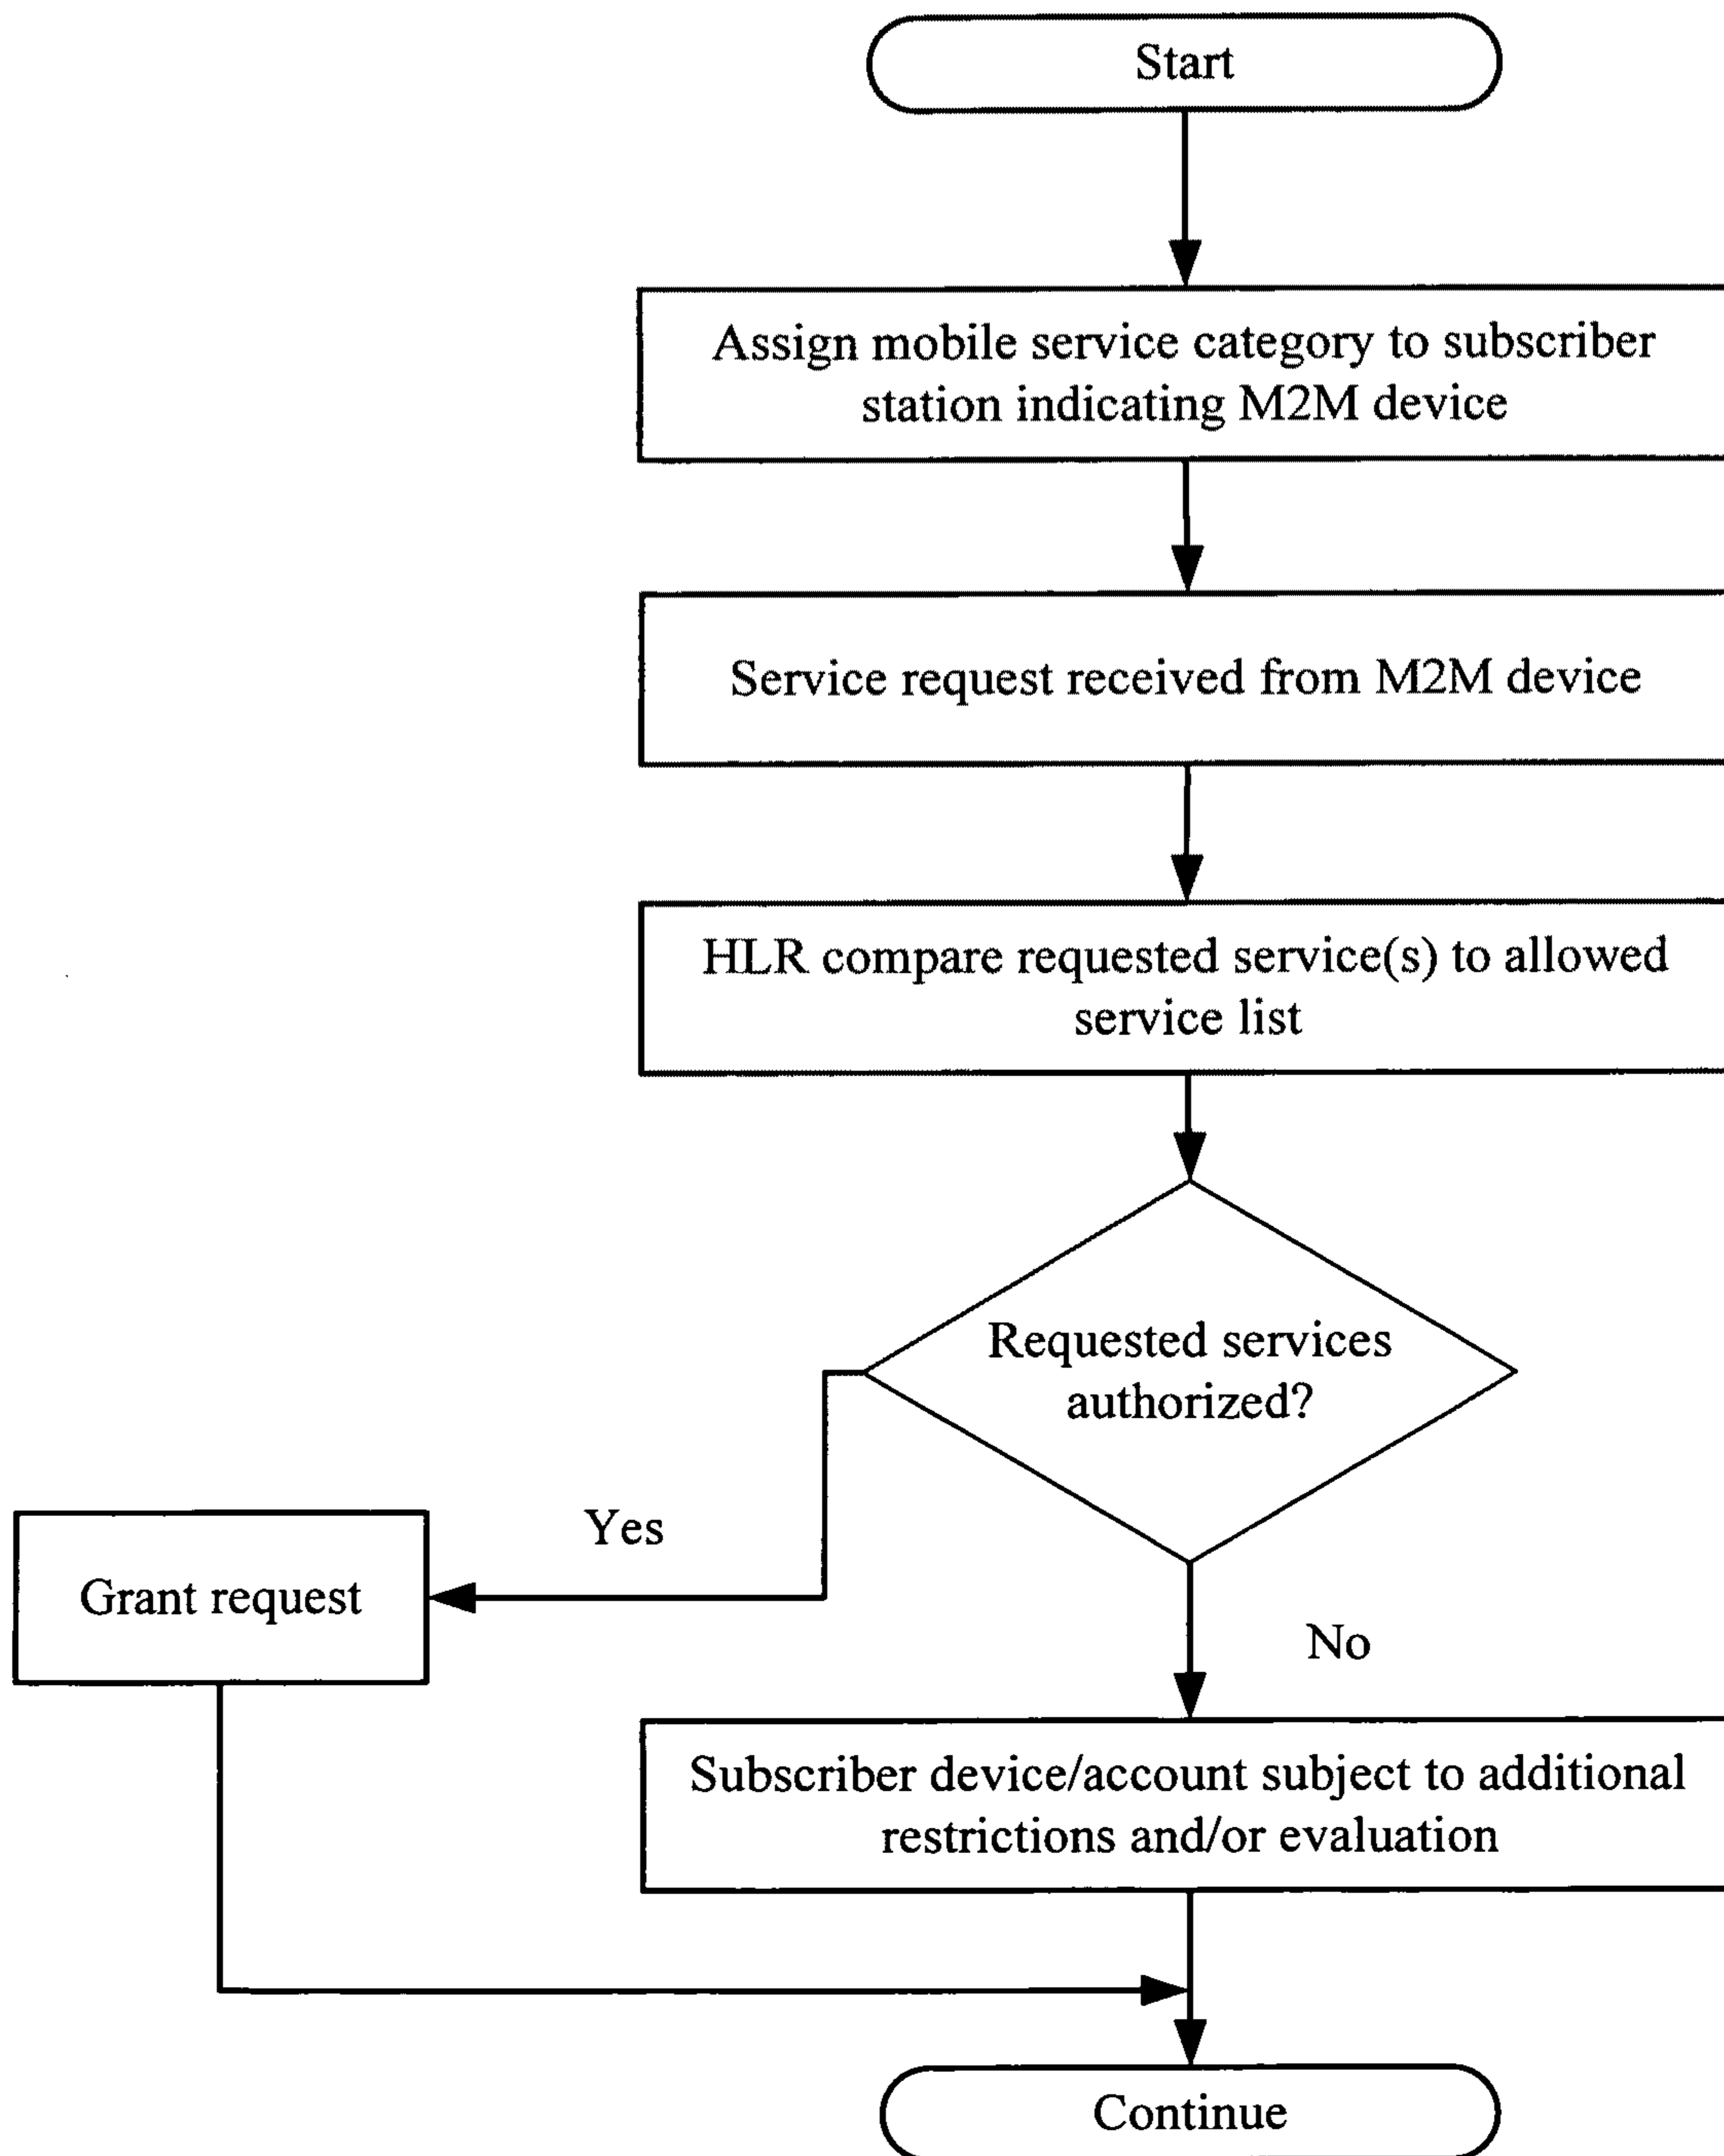 Start
Assign mobile service category to subscriber
station indicating M2M device
Service request received from M2M device
HLR compare requested service(s) to allowed
service list
Requested services
authorized?
Yes
Grant request
No
Subscriber device/account subject to additional
restrictions and/or evaluation
Continue